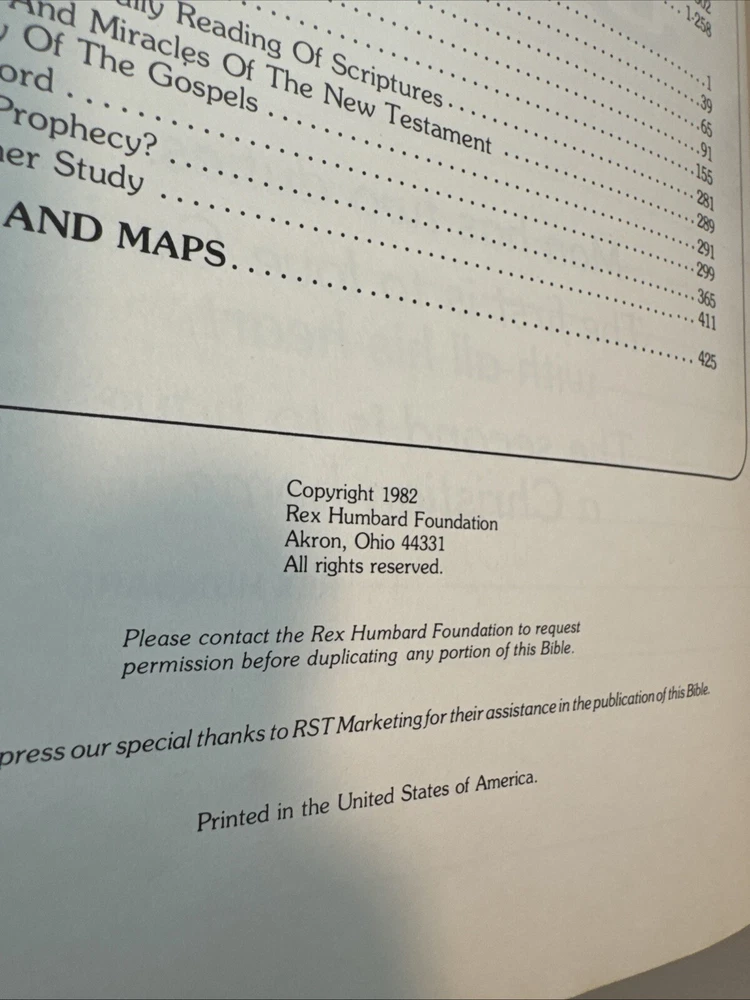 1-258
Reading Of Scriptures . . . . . 1
And Miracles Of The New Testament . . . . . 39
Of The Gospels . . . . . 65
ord . . . . . 91
Prophecy? . . . . . 155
her Study . . . . . 281
289
291
299
365
411
AND MAPS . . . . . 425
Copyright 1982
Rex Humbard Foundation
Akron, Ohio 44331
All rights reserved.
Please contact the Rex Humbard Foundation to request
permission before duplicating any portion of this Bible.
press our special thanks to RST Marketing for their assistance in the publication of this Bible.
Printed in the United States of America.